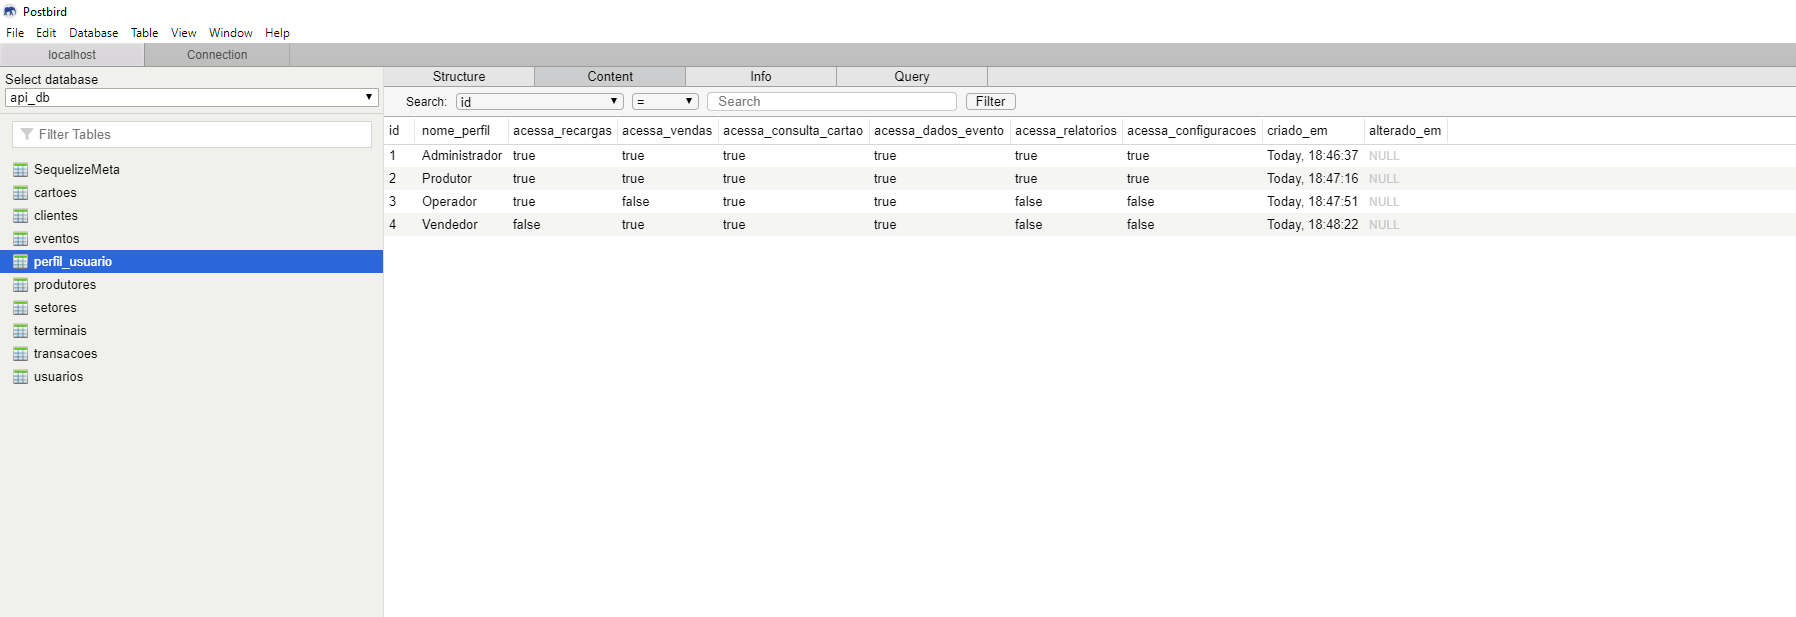 Postbird
File Edit Database Table View Window Help
localhost Connection
Select database
api_db
Filter Tables
SequelizeMeta
cartoes
clientes
eventos
perfil_usuario
produtores
setores
terminais
transacoes
usuarios
Structure Content Info Query
Search: id = Search Filter
id nome_perfil acessa_recargas acessa_vendas acessa_consulta_cartao acessa_dados_evento acessa_relatorios acessa_configuracoes criado_em alterado_em
1 Administrador true true true true true true Today, 18:46:37 NULL
2 Produtor true true true true true true Today, 18:47:16 NULL
3 Operador true false true true false false Today, 18:47:51 NULL
4 Vendedor false true true true false false Today, 18:48:22 NULL